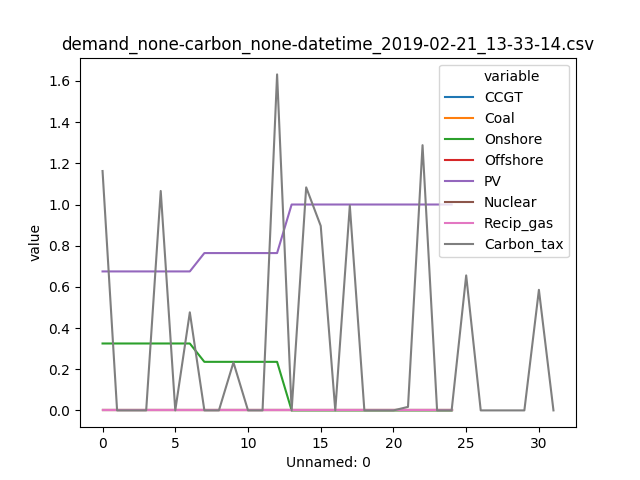 demand_none-carbon_none-datetime_2019-02-21_13-33-14.csv
variable
CCGT
Coal
Onshore
Offshore
PV
Nuclear
Recip_gas
Carbon_tax
value
1.6
1.4
1.2
1.0
0.8
0.6
0.4
0.2
0.0
0 5 10 15 20 25 30
Unnamed: 0